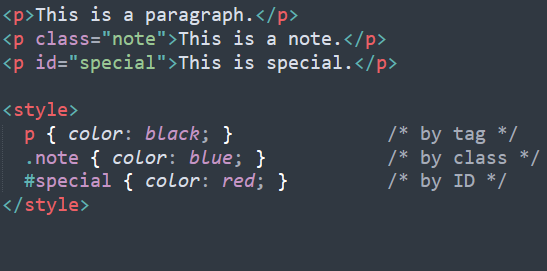 <p>This is a paragraph.</p>
<p class="note">This is a note.</p>
<p id="special">This is special.</p>
<style>
p { color: black; } /* by tag */
.note { color: blue; } /* by class */
#special { color: red; } /* by ID */
</style>